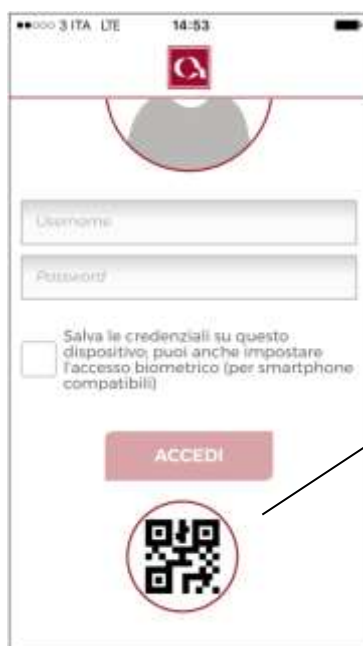 3 ITA LTE 14:53
Username
Password
Salva le credenziali su questo
dispositivo; puoi anche impostare
l'accesso biometrico (per smartphone
compatibili)
ACCEDI